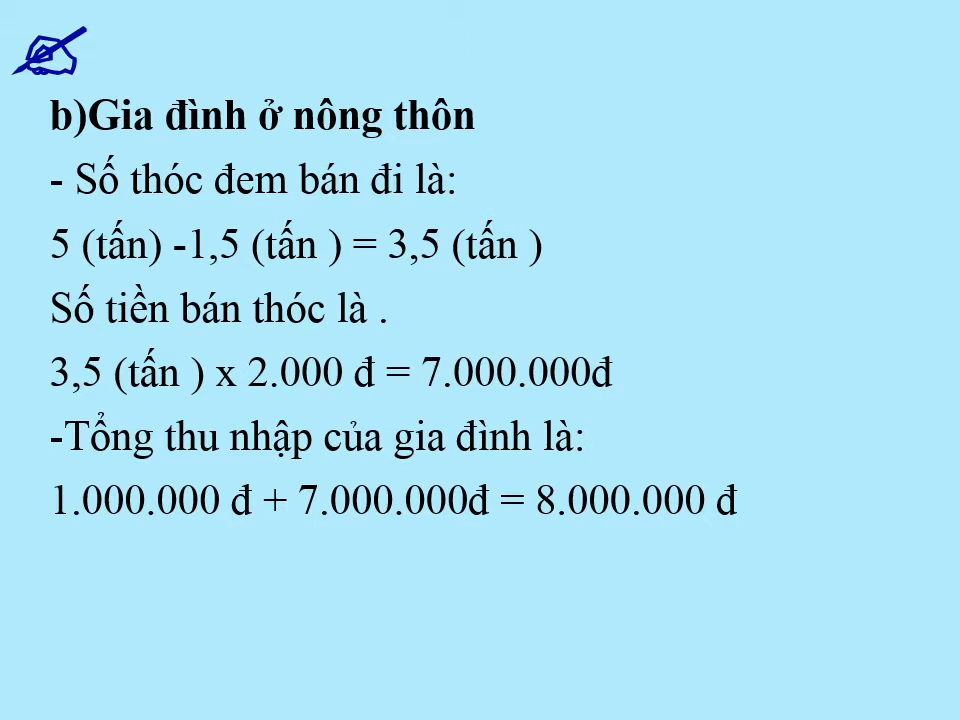 b)Gia đình ở nông thôn
- Số thóc đem bán đi là:
5 (tấn) -1,5 (tấn ) = 3,5 (tấn )
Số tiền bán thóc là .
3,5 (tấn ) x 2.000 đ = 7.000.000đ
-Tổng thu nhập của gia đình là:
1.000.000 đ + 7.000.000đ = 8.000.000 đ